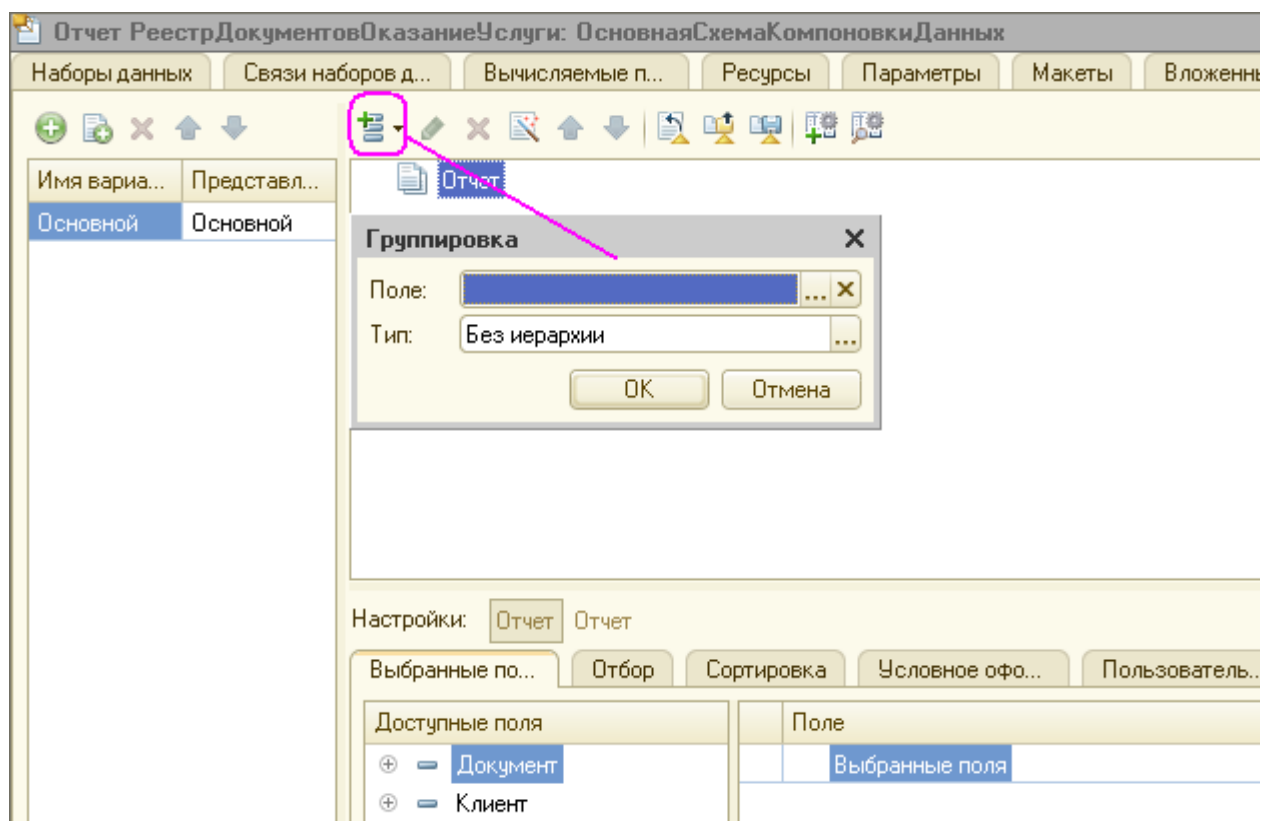 Отчет РеестрДокументовОказаниеУслуги: ОсновнаяСхемаКомпоновкиДанных
Наборы данных Связи наборов д... Вычисляемые п... Ресурсы Параметры Макеты Вложенны
Имя вариа... Представл...
Отчет
Основной Основной
Группировка
Поле:
...
Тип: Без иерархии ...
OK Отмена
Настройки: Отчет Отчет
Выбранные по... Отбор Сортировка Условное офо... Пользователь...
Доступные поля Поле
Документ Выбранные поля
Клиент